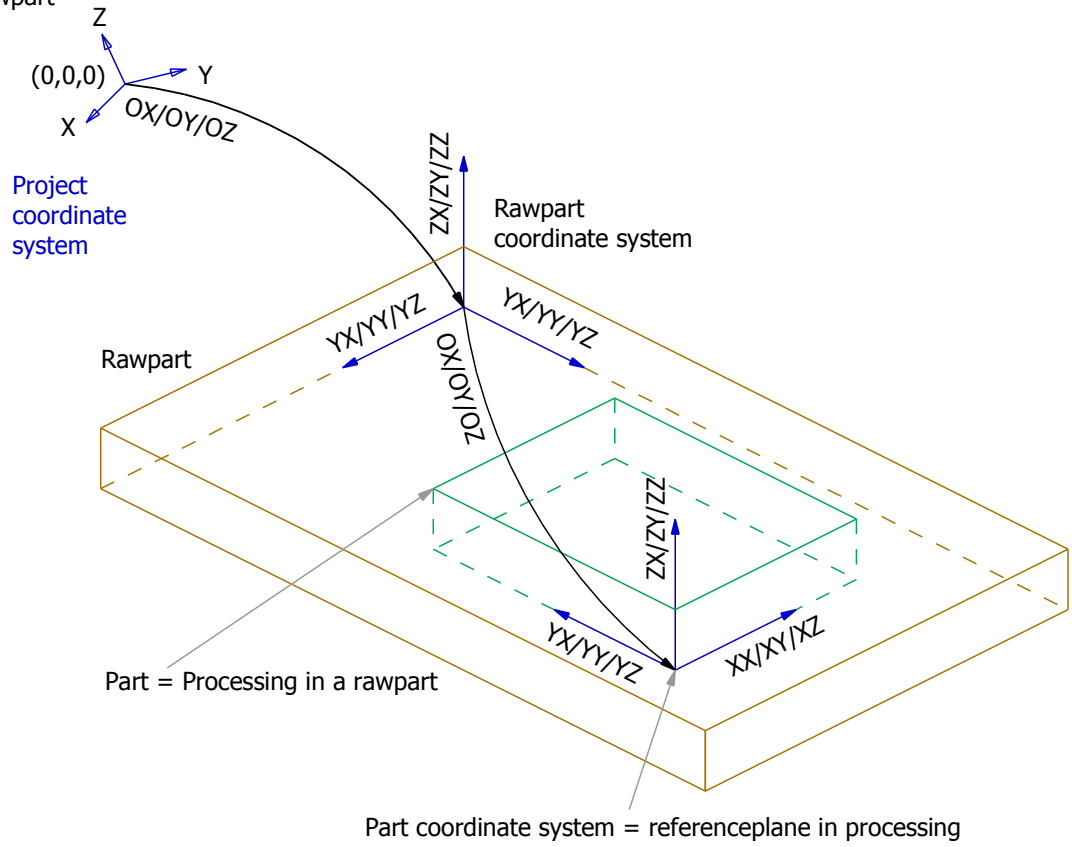 Z
(0,0,0)
Y
OX/OY/OZ
X
Project
coordinate
system
ZX/ZY/ZZ
Rawpart
coordinate system
YX/YY/YZ
YX/YY/YZ
Rawpart
OX/OY/OZ
ZX/ZY/ZZ
YX/YY/YZ
XX/XY/XZ
Part = Processing in a rawpart
Part coordinate system = referenceplane in processing